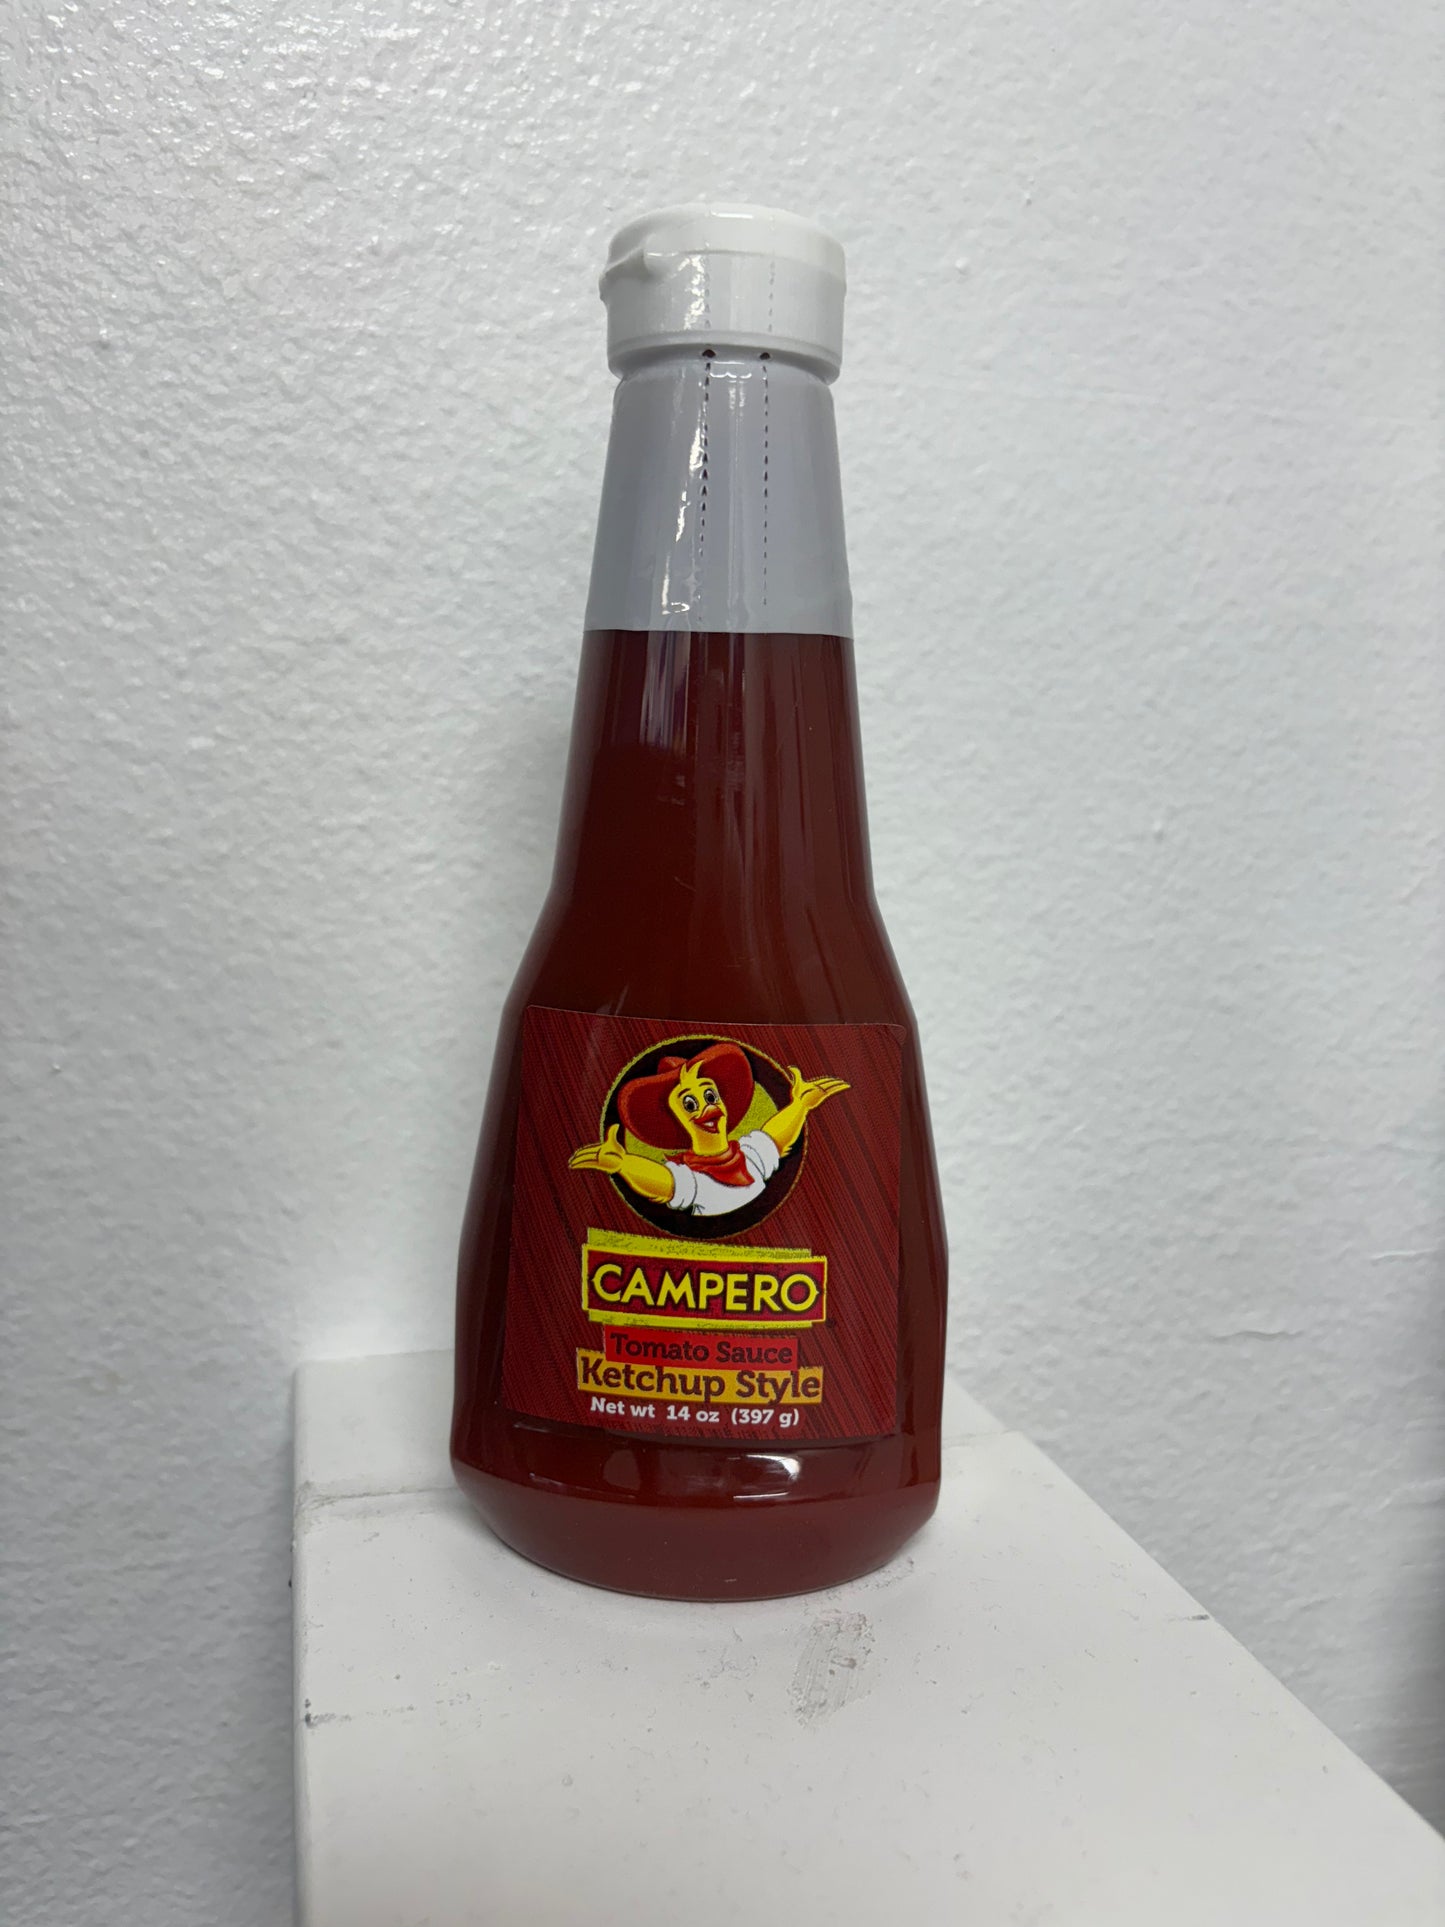 CAMPERO
Tomato Sauce
Ketchup Style
Net wt 14 oz (397 g)